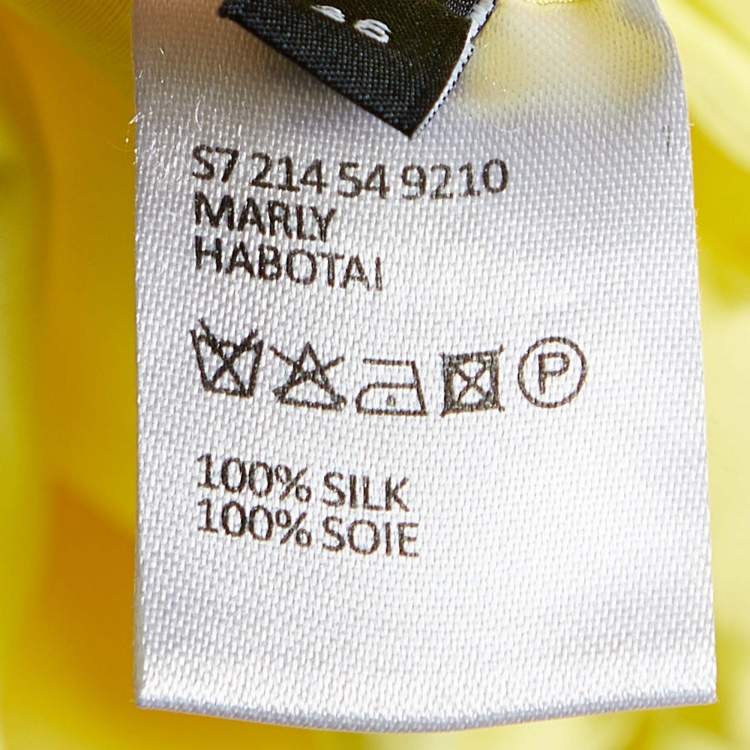 S7 214 54 9210
MARLY
HABOTAI
P
100% SILK
100% SOIE